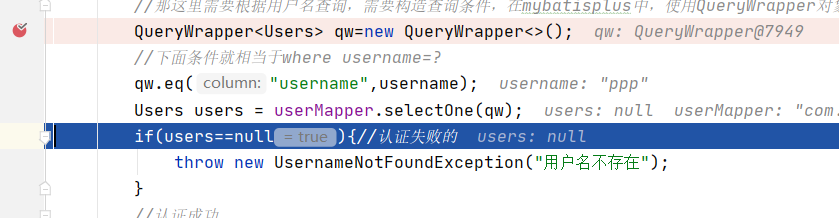 //那这里需要根据用户名查询，需要构造查询条件，在mybatisplus中，使用QueryWrapper对象
QueryWrapper<Users> qw=new QueryWrapper<>();  qw: QueryWrapper@7949
//下面条件就相当于where username=?
qw.eq( column: "username",username);  username: "ppp"
Users users = userMapper.selectOne(qw);  users: null  userMapper: "com.
if(users==null = true ){//认证失败的  users: null
throw new UsernameNotFoundException("用户名不存在");
}
//认证成功